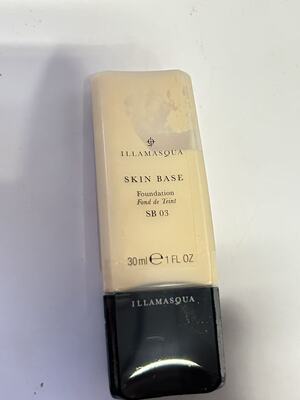 ILLAMASQUA
SKIN BASE
Foundation
Fond de Teint
SB 03
30ml ℮ 1 FL OZ
ILLAMASQUA